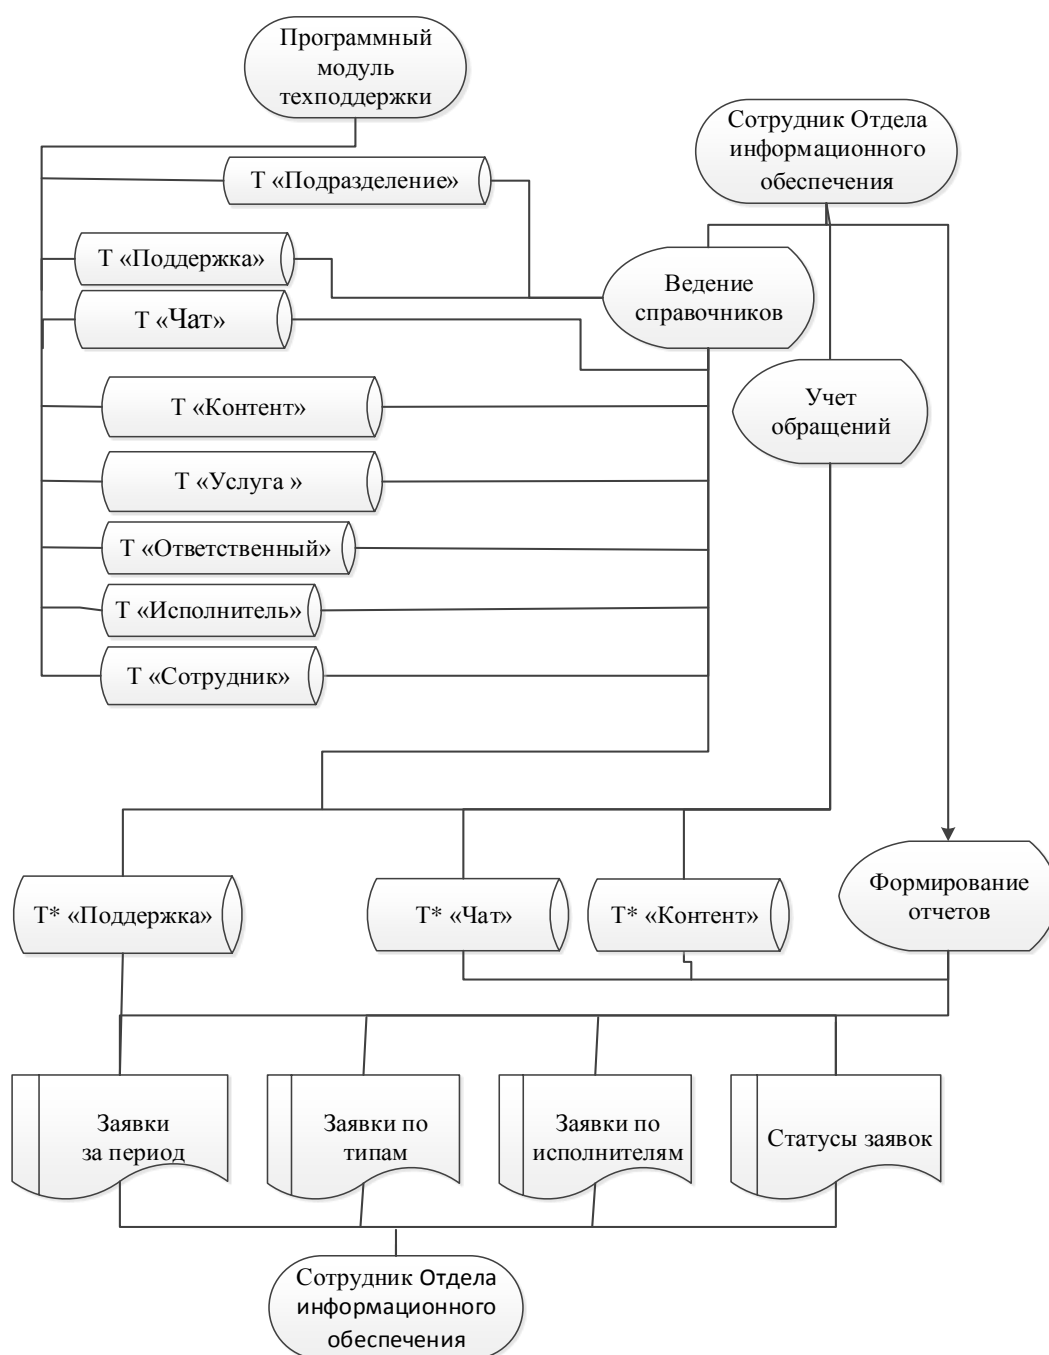 Программный
модуль
техподдержки
Сотрудник Отдела
информационного
обеспечения
Т «Подразделение»
Т «Поддержка»
Ведение
справочников
Т «Чат»
Т «Контент»
Учет
обращений
Т «Услуга »
Т «Ответственный»
Т «Исполнитель»
Т «Сотрудник»
Т* «Поддержка»
Т* «Чат»
Т* «Контент»
Формирование
отчетов
Заявки
за период
Заявки по
типам
Заявки по
исполнителям
Статусы заявок
Сотрудник Отдела
информационного
обеспечения